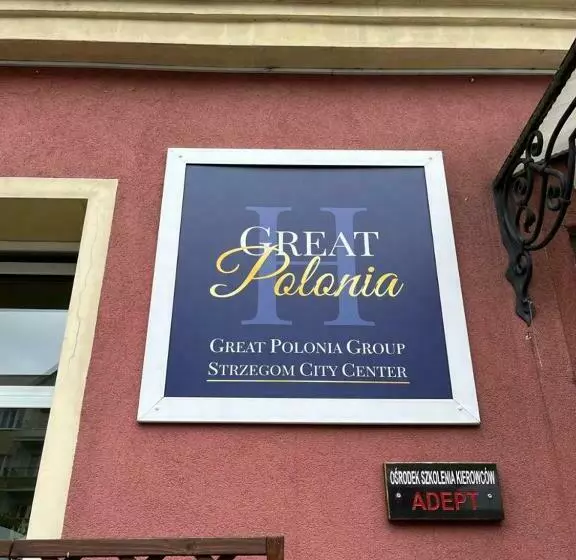 H
GREAT
Polonia
GREAT POLONIA GROUP
STRZEGOM CITY CENTER
OŚRODEK SZKOLENIA KIEROWCÓW
ADEPT